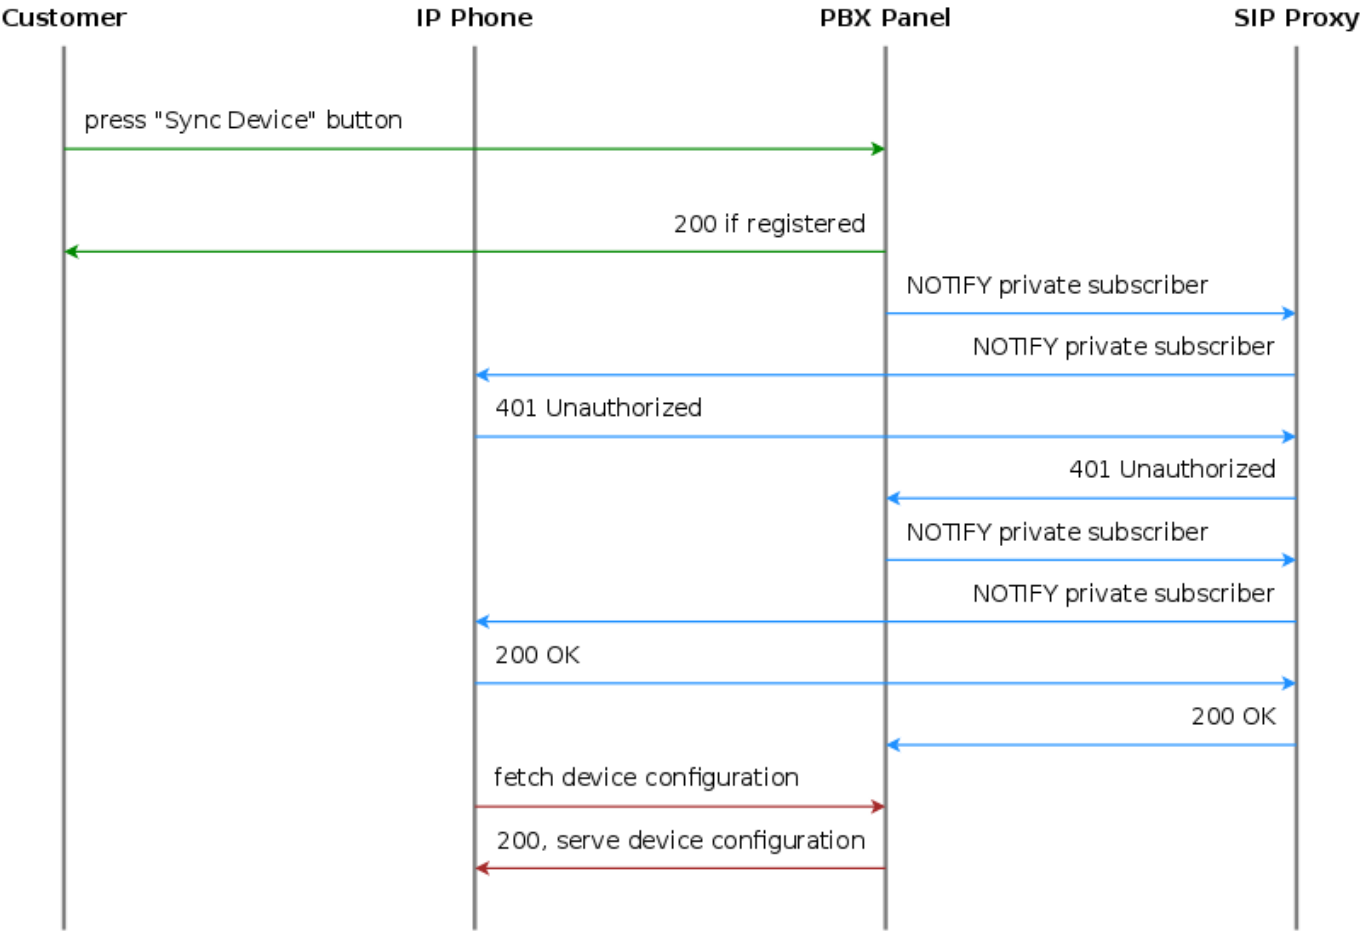 Customer IP Phone PBX Panel SIP Proxy
press "Sync Device" button
200 if registered
NOTIFY private subscriber
NOTIFY private subscriber
401 Unauthorized
401 Unauthorized
NOTIFY private subscriber
NOTIFY private subscriber
200 OK
200 OK
fetch device configuration
200, serve device configuration